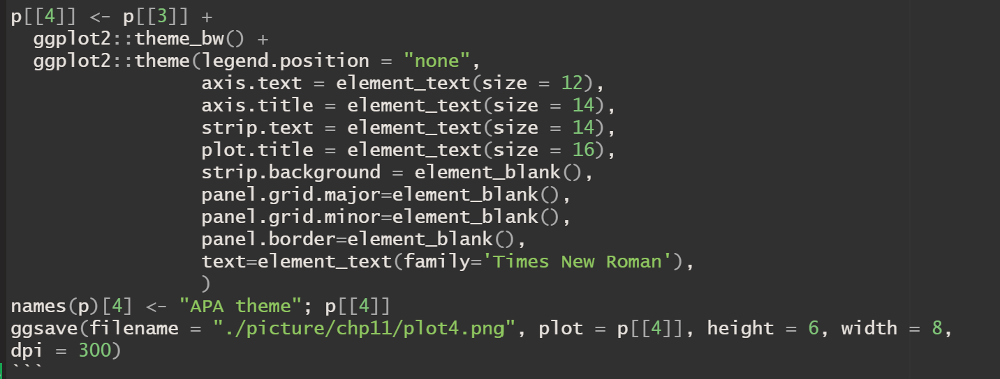 p[[4]] <- p[[3]] +
  ggplot2::theme_bw() +
  ggplot2::theme(legend.position = "none",
                 axis.text = element_text(size = 12),
                 axis.title = element_text(size = 14),
                 strip.text = element_text(size = 14),
                 plot.title = element_text(size = 16),
                 strip.background = element_blank(),
                 panel.grid.major=element_blank(),
                 panel.grid.minor=element_blank(),
                 panel.border=element_blank(),
                 text=element_text(family='Times New Roman'),
                 )
names(p)[4] <- "APA theme"; p[[4]]
ggsave(filename = "./picture/chp11/plot4.png", plot = p[[4]], height = 6, width = 8,
dpi = 300)
```